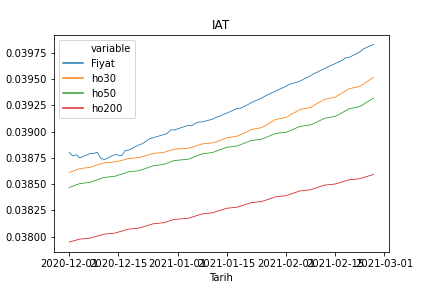 IAT
variable
Fiyat
ho30
ho50
ho200
0.03975
0.03950
0.03925
0.03900
0.03875
0.03850
0.03825
0.03800
2020-12-01
2020-12-15
2021-01-01
2021-01-15
2021-02-01
2021-02-15
2021-03-01
Tarih